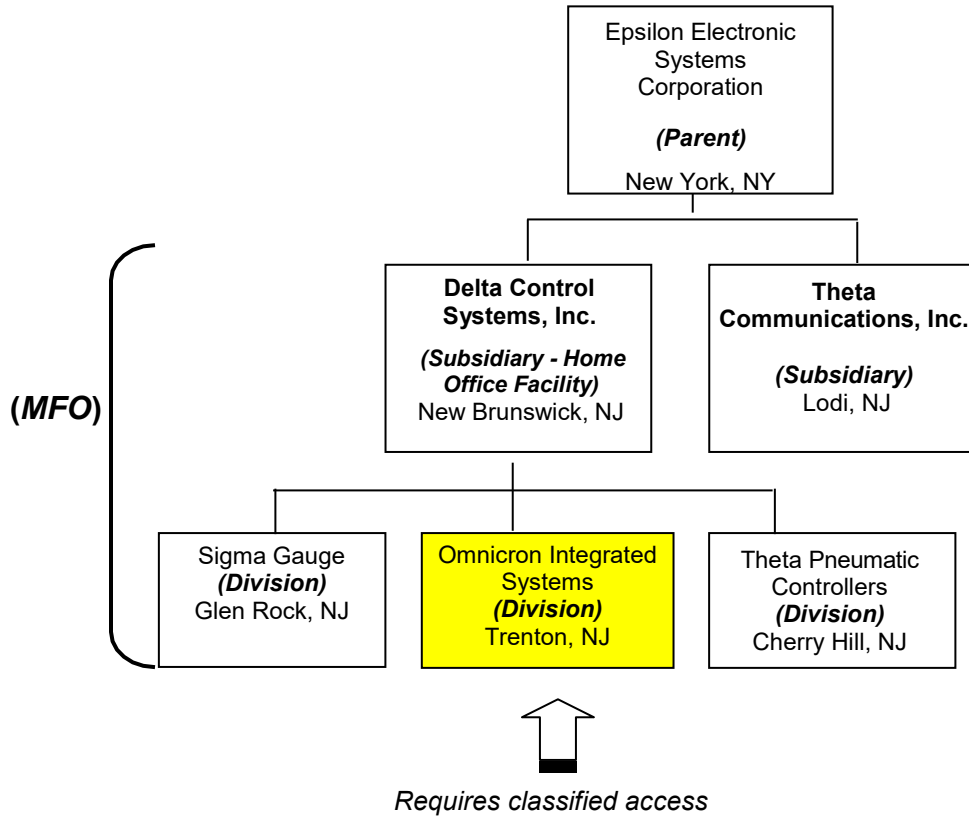 Epsilon Electronic
Systems
Corporation
(Parent)
New York, NY
Delta Control
Systems, Inc.
(Subsidiary - Home
Office Facility)
New Brunswick, NJ
Theta
Communications, Inc.
(Subsidiary)
Lodi, NJ
(MFO)
Sigma Gauge
(Division)
Glen Rock, NJ
Omnicron Integrated
Systems
(Division)
Trenton, NJ
Theta Pneumatic
Controllers
(Division)
Cherry Hill, NJ
Requires classified access